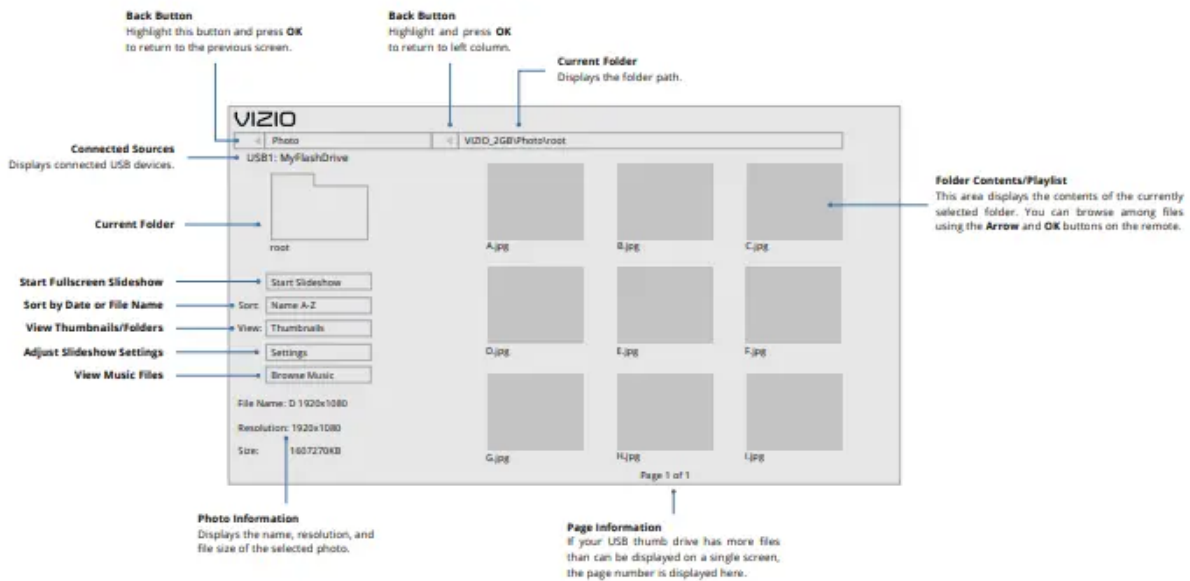 Back Button
Highlight this button and press OK
to return to the previous screen.
Back Button
Highlight and press OK
to return to left column.
Current Folder
Displays the folder path.
VIZIO
Photo
VIZIO_2GB\Photo\root
Connected Sources
Displays connected USB devices.
USB1: MyFlashDrive
Current Folder
root
A.jpg
B.jpg
C.jpg
Folder Contents/Playlist
This area displays the contents of the currently
selected folder. You can browse among files
using the Arrow and OK buttons on the remote.
Start Fullscreen Slideshow
Start Slideshow
Sort by Date or File Name
Sort: Name A-Z
View Thumbnails/Folders
View: Thumbnails
Adjust Slideshow Settings
Settings
View Music Files
Browse Music
D.jpg
E.jpg
F.jpg
File Name: D 1920x1080
Resolution: 1920x1080
Size: 1607270KB
G.jpg
H.jpg
I.jpg
Page 1 of 1
Photo Information
Displays the name, resolution, and
file size of the selected photo.
Page Information
If your USB thumb drive has more files
than can be displayed on a single screen,
the page number is displayed here.